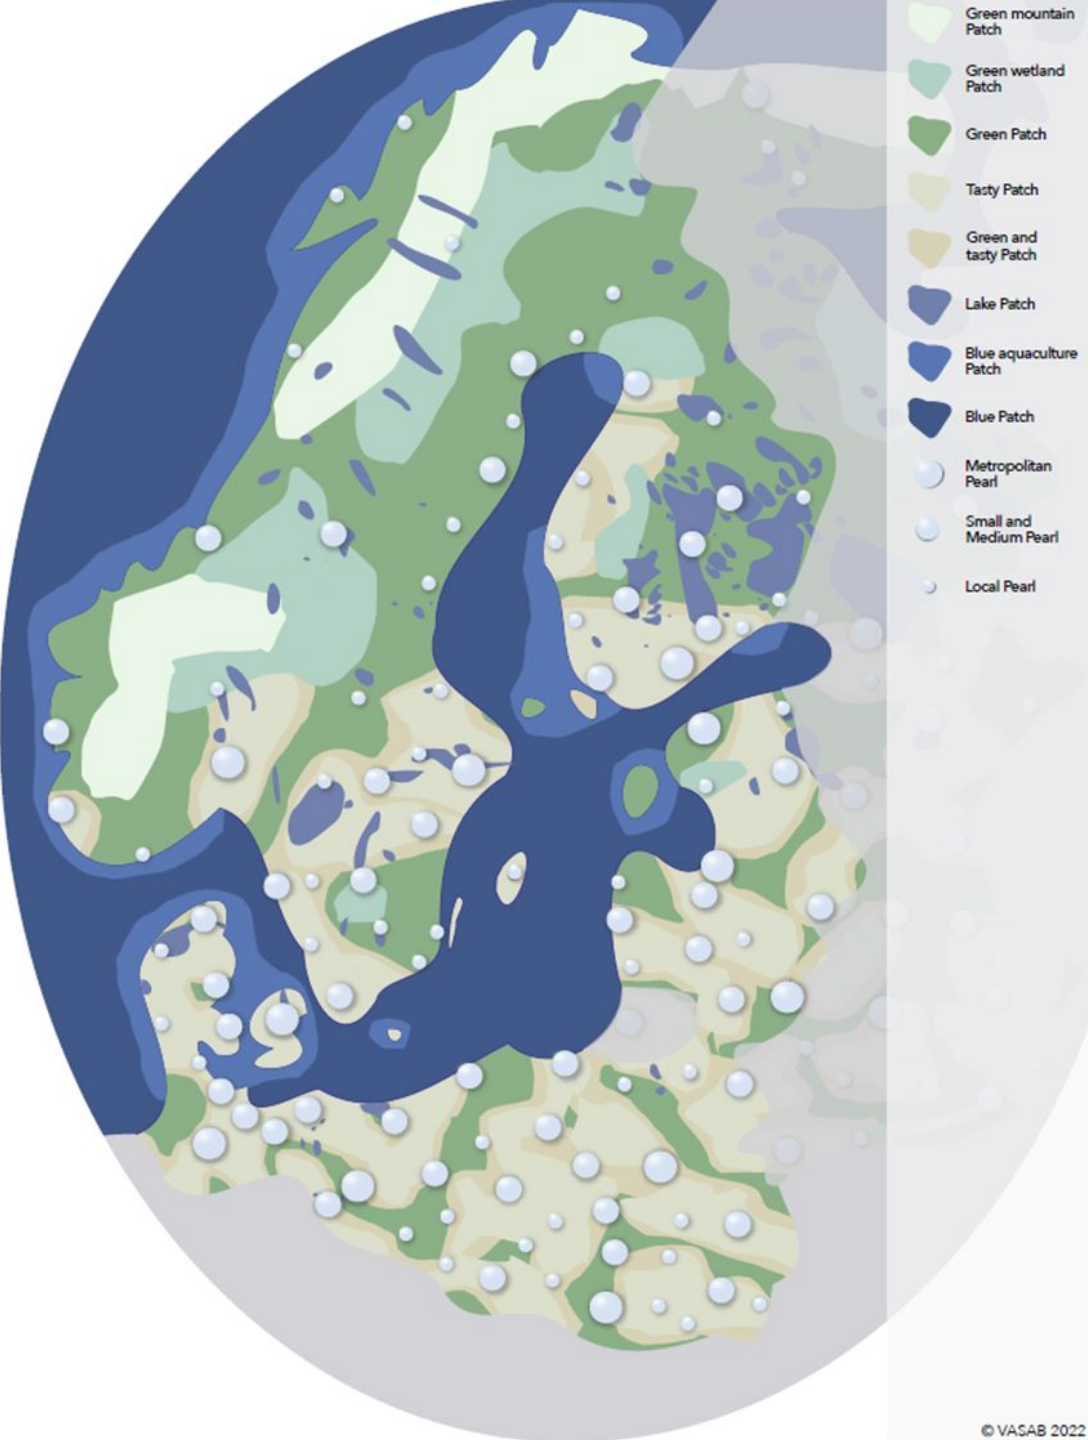 Green mountain
Patch
Green wetland
Patch
Green Patch
Tasty Patch
Green and
tasty Patch
Lake Patch
Blue aquaculture
Patch
Blue Patch
Metropolitan
Pearl
Small and
Medium Pearl
Local Pearl
© VASAB 2022